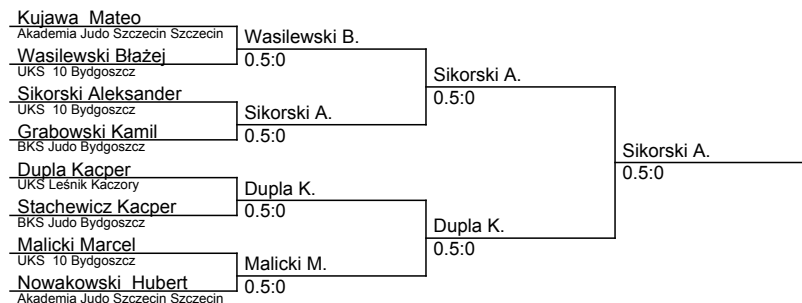 Kujawa Mateo
Akademia Judo Szczecin Szczecin
Wasilewski Błażej
UKS 10 Bydgoszcz
Sikorski Aleksander
UKS 10 Bydgoszcz
Grabowski Kamil
BKS Judo Bydgoszcz
Dupla Kacper
UKS Leśnik Kaczory
Stachewicz Kacper
BKS Judo Bydgoszcz
Malicki Marcel
UKS 10 Bydgoszcz
Nowakowski Hubert
Akademia Judo Szczecin Szczecin
Wasilewski B.
0.5:0
Sikorski A.
0.5:0
Dupla K.
0.5:0
Malicki M.
0.5:0
Sikorski A.
0.5:0
Dupla K.
0.5:0
Sikorski A.
0.5:0